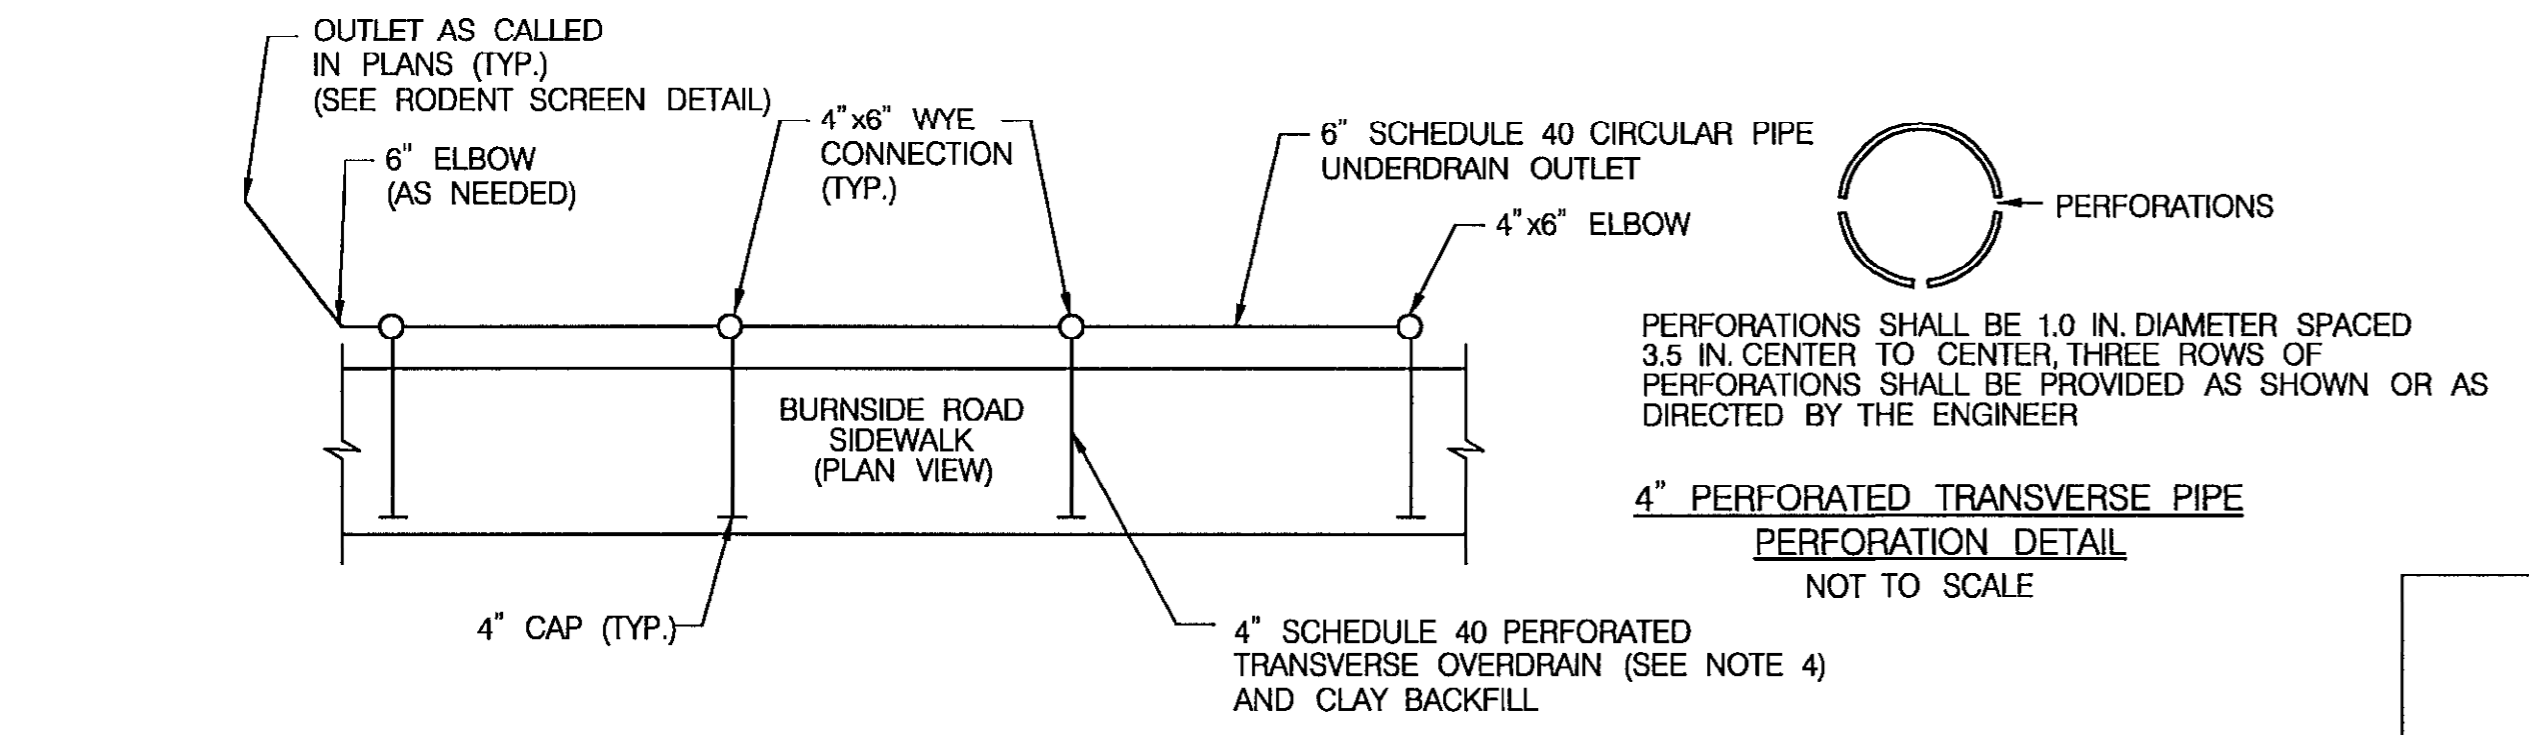 OUTLET AS CALLED
IN PLANS (TYP.)
(SEE RODENT SCREEN DETAIL)
6" ELBOW
(AS NEEDED)
4"x6" WYE
CONNECTION
(TYP.)
6" SCHEDULE 40 CIRCULAR PIPE
UNDERDRAIN OUTLET
4"x6" ELBOW
PERFORATIONS
BURNSIDE ROAD
SIDEWALK
(PLAN VIEW)
4" CAP (TYP.)
4" SCHEDULE 40 PERFORATED
TRANSVERSE OVERDRAIN (SEE NOTE 4)
AND CLAY BACKFILL
PERFORATIONS SHALL BE 1.0 IN. DIAMETER SPACED
3.5 IN. CENTER TO CENTER, THREE ROWS OF
PERFORATIONS SHALL BE PROVIDED AS SHOWN OR AS
DIRECTED BY THE ENGINEER
4" PERFORATED TRANSVERSE PIPE
PERFORATION DETAIL
NOT TO SCALE